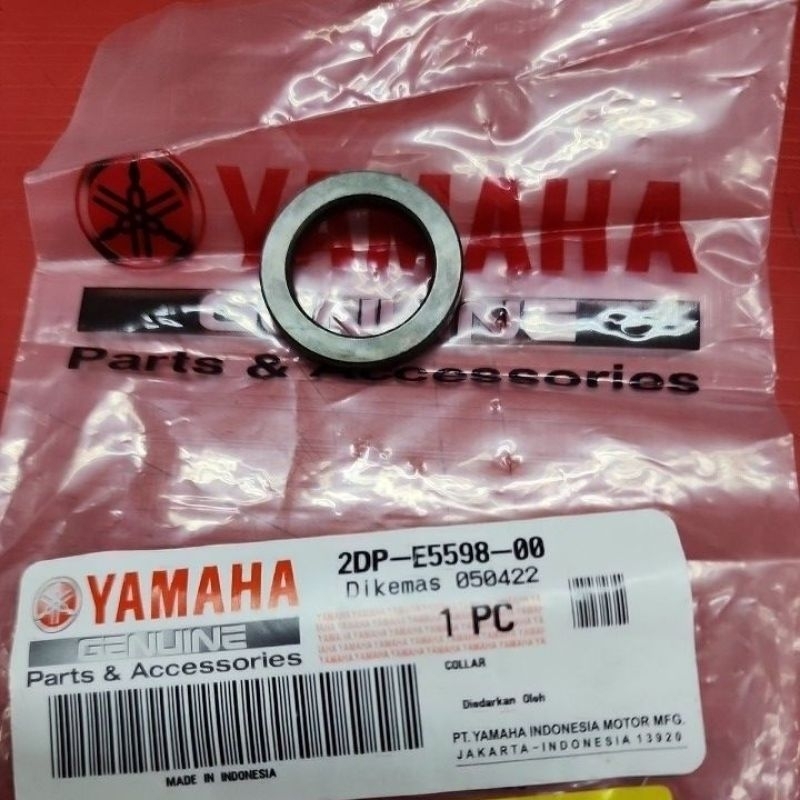 YAMAHA
GENUINE
Parts & Accessories
YAMAHA
GENUINE
Parts & Accessories
2DP-E5598-00
Dikemas 050422
1 PC
COLLAR
Diedarkan Oleh
PT. YAMAHA INDONESIA MOTOR MFG.
JAKARTA-INDONESIA 13920
MADE IN INDONESIA